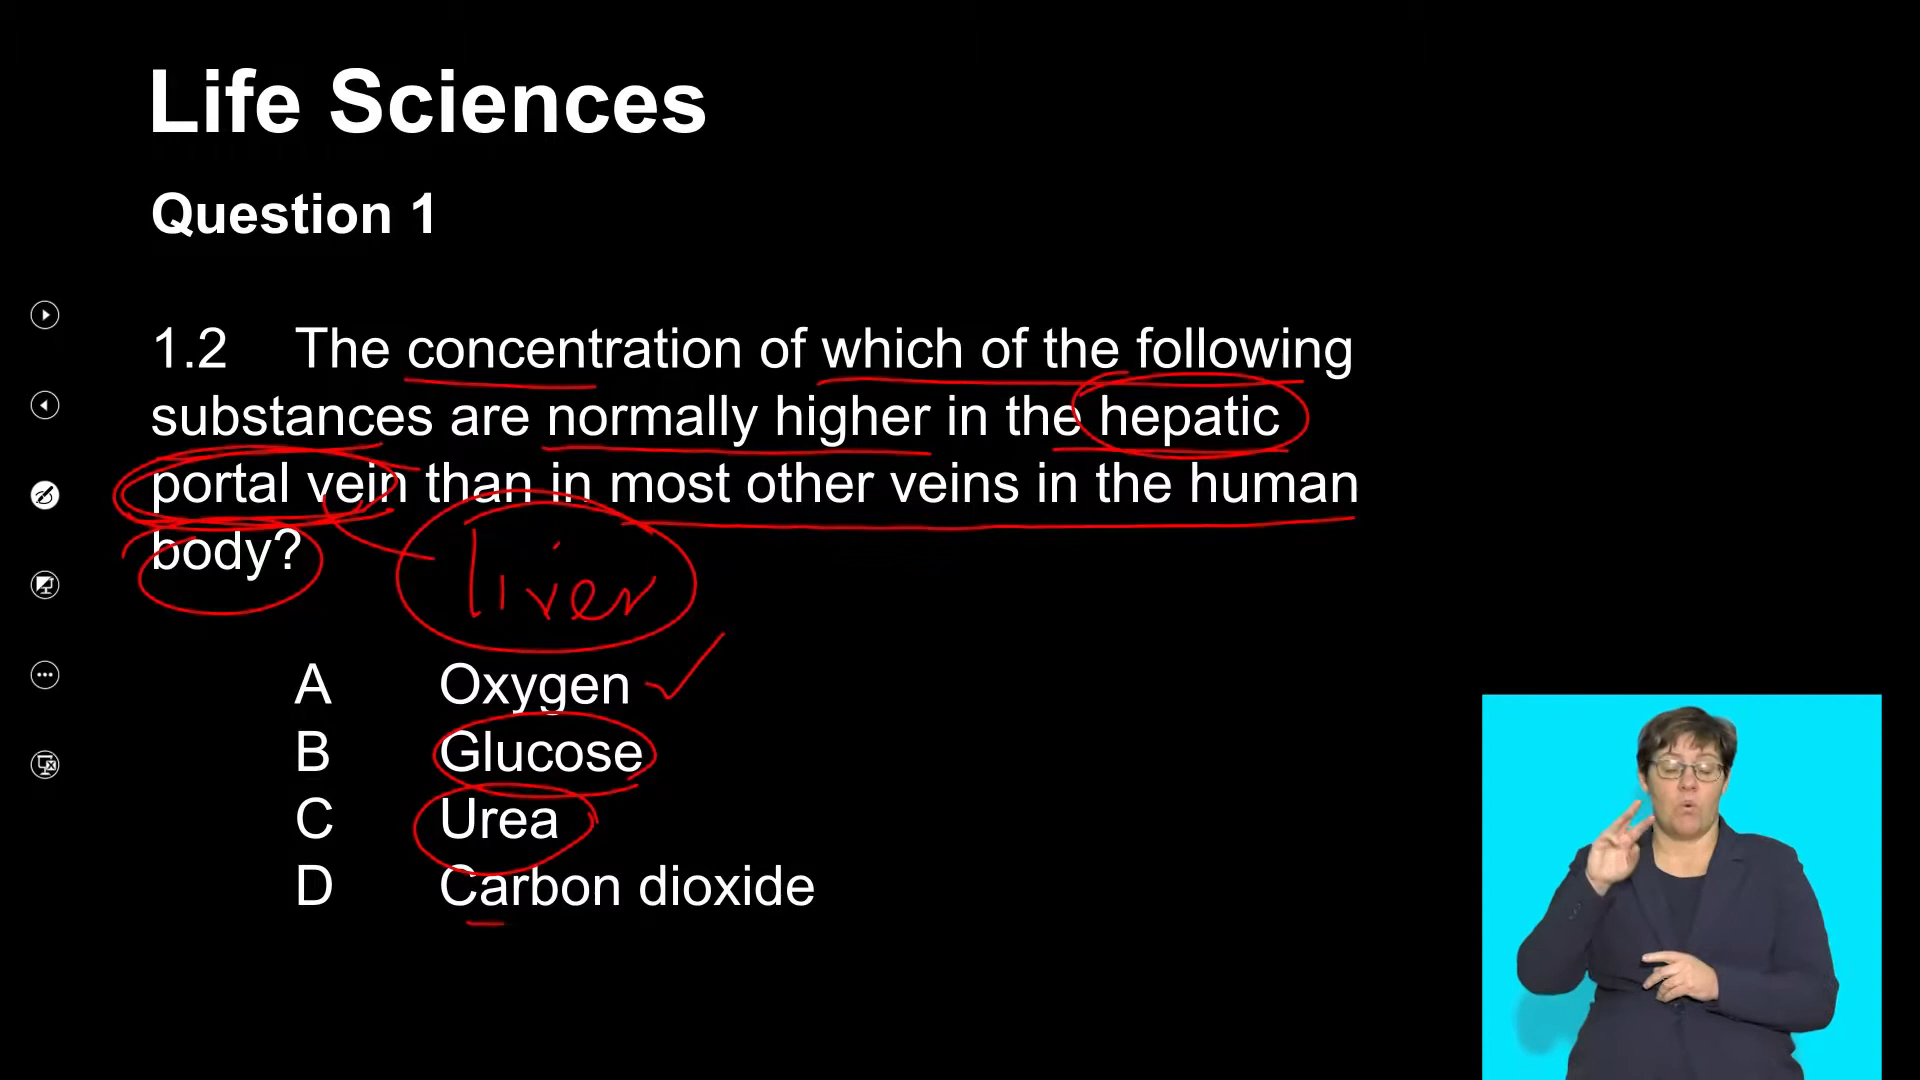 Life Sciences
Question 1
1.2 The concentration of which of the following
substances are normally higher in the hepatic
portal vein than in most other veins in the human
body?
liver
A Oxygen
B Glucose
C Urea
D Carbon dioxide